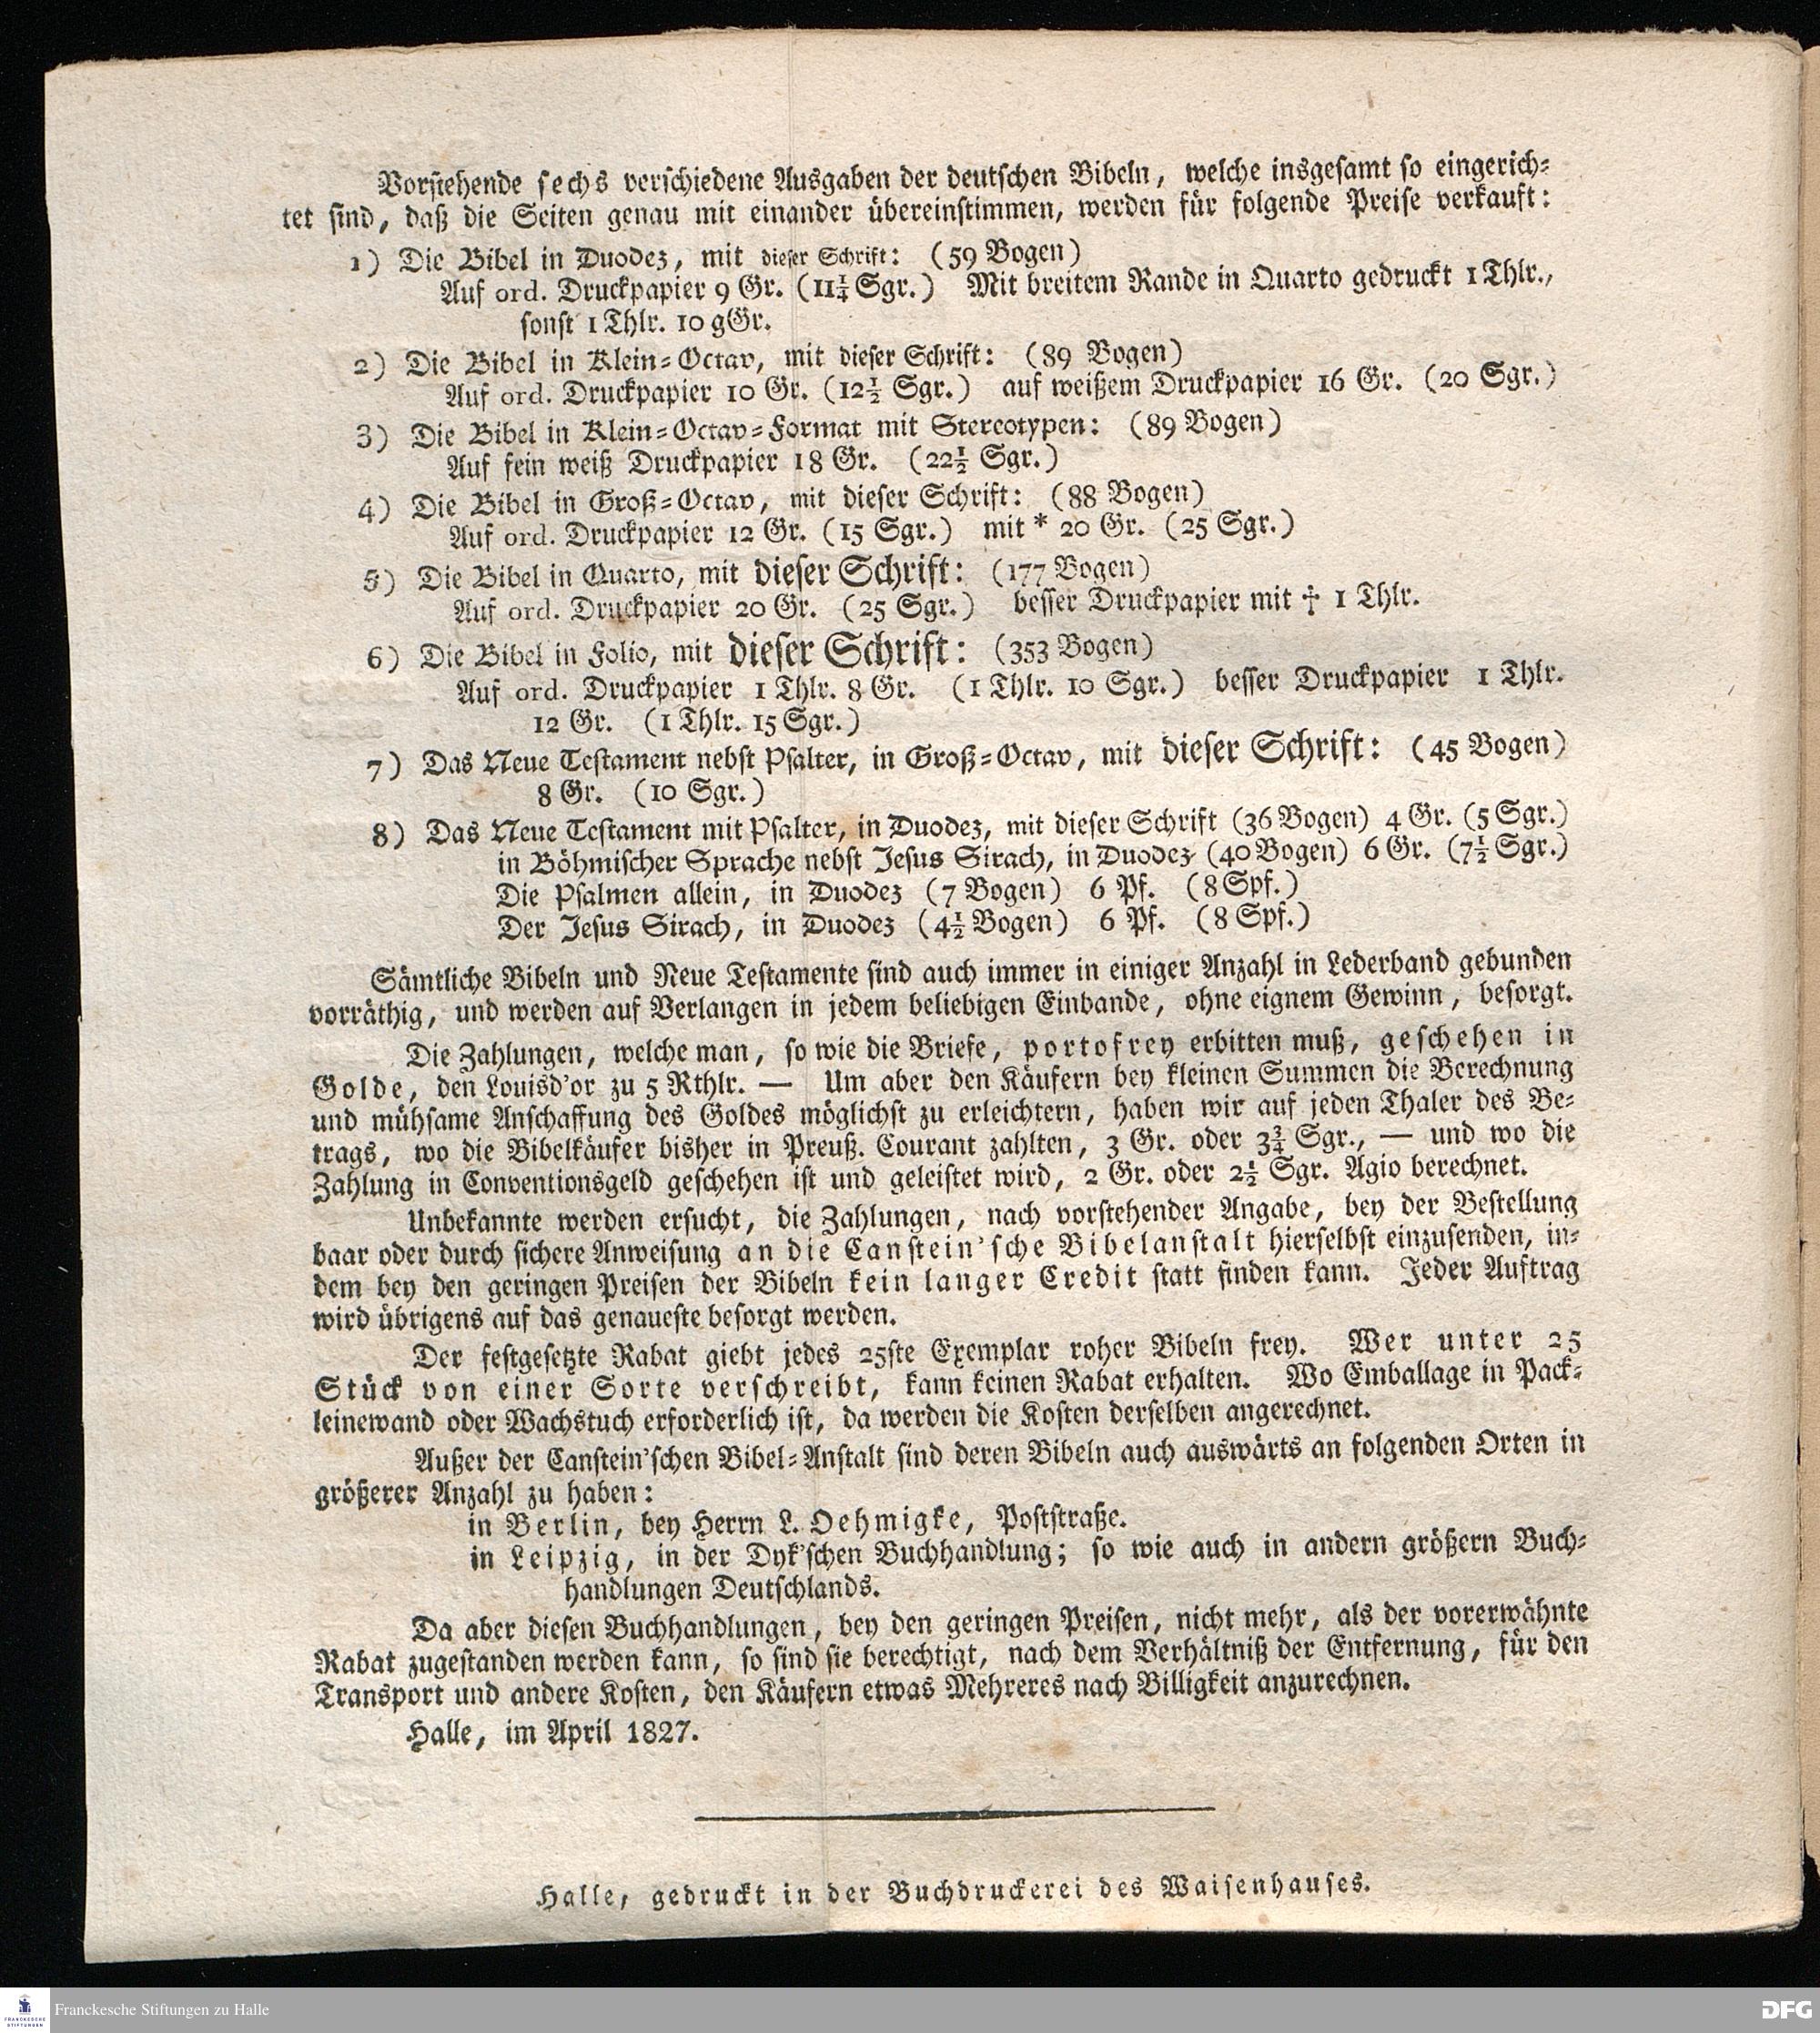 Vorstehende sechs verschiedene Ausgaben der deutschen Bibeln, welche insgesamt so eingerich-
tet sind, daß die Seiten genau mit einander übereinstimmen, werden für folgende Preise verkauft:
1) Die Bibel in Duodez, mit dieser Schrift: (59 Bogen)
Auf ord. Druckpapier 9 Gr. (11¼ Sgr.) Mit breitem Rande in Quarto gedruckt 1 Thlr.,
sonst 1 Thlr. 10 gGr.
2) Die Bibel in Klein-Octav, mit dieser Schrift: (89 Bogen)
Auf ord. Druckpapier 10 Gr. (12½ Sgr.) auf weißem Druckpapier 16 Gr. (20 Sgr.)
3) Die Bibel in Klein-Octav-Format mit Stereotypen: (89 Bogen)
Auf fein weiß Druckpapier 18 Gr. (22½ Sgr.)
4) Die Bibel in Groß-Octav, mit dieser Schrift: (88 Bogen)
Auf ord. Druckpapier 12 Gr. (15 Sgr.) mit * 20 Gr. (25 Sgr.)
5) Die Bibel in Quarto, mit dieser Schrift: (177 Bogen)
Auf ord. Druckpapier 20 Gr. (25 Sgr.) besser Druckpapier mit ☩ 1 Thlr.
6) Die Bibel in Folio, mit dieser Schrift: (353 Bogen)
Auf ord. Druckpapier 1 Thlr. 8 Gr. (1 Thlr. 10 Sgr.) besser Druckpapier 1 Thlr.
12 Gr. (1 Thlr. 15 Sgr.)
7) Das Neue Testament nebst Psalter, in Groß-Octav, mit dieser Schrift: (45 Bogen)
8 Gr. (10 Sgr.)
8) Das Neue Testament mit Psalter, in Duodez, mit dieser Schrift (36 Bogen) 4 Gr. (5 Sgr.)
in Böhmischer Sprache nebst Jesus Sirach, in Duodez (40 Bogen) 6 Gr. (7½ Sgr.)
Die Psalmen allein, in Duodez (7 Bogen) 6 Pf. (8 Spf.)
Der Jesus Sirach, in Duodez (4½ Bogen) 6 Pf. (8 Spf.)
Sämtliche Bibeln und Neue Testamente sind auch immer in einiger Anzahl in Lederband gebunden
vorräthig, und werden auf Verlangen in jedem beliebigen Einbande, ohne eignem Gewinn, besorgt.
Die Zahlungen, welche man, so wie die Briefe, portofrey erbitten muß, geschehen in
Golde, den Louisd'or zu 5 Rthlr. — Um aber den Käufern bey kleinen Summen die Berechnung
und mühsame Anschaffung des Goldes möglichst zu erleichtern, haben wir auf jeden Thaler des Be-
trags, wo die Bibelkäufer bisher in Preuß. Courant zahlten, 3 Gr. oder 3¾ Sgr., — und wo die
Zahlung in Conventionsgeld geschehen ist und geleistet wird, 2 Gr. oder 2½ Sgr. Agio berechnet.
Unbekannte werden ersucht, die Zahlungen, nach vorstehender Angabe, bey der Bestellung
baar oder durch sichere Anweisung an die Canstein'sche Bibelanstalt hierselbst einzusenden, in-
dem bey den geringen Preisen der Bibeln kein langer Credit statt finden kann. Jeder Auftrag
wird übrigens auf das genaueste besorgt werden.
Der festgesetzte Rabat giebt jedes 25ste Exemplar roher Bibeln frey. Wer unter 25
Stück von einer Sorte verschreibt, kann keinen Rabat erhalten. Wo Emballage in Pack-
leinewand oder Wachstuch erforderlich ist, da werden die Kosten derselben angerechnet.
Außer der Canstein'schen Bibel-Anstalt sind deren Bibeln auch auswärts an folgenden Orten in
größerer Anzahl zu haben:
in Berlin, bey Herrn L. Oehmigke, Poststraße.
in Leipzig, in der Dyk'schen Buchhandlung; so wie auch in andern größern Buch-
handlungen Deutschlands.
Da aber diesen Buchhandlungen, bey den geringen Preisen, nicht mehr, als der vorerwähnte
Rabat zugestanden werden kann, so sind sie berechtigt, nach dem Verhältniß der Entfernung, für den
Transport und andere Kosten, den Käufern etwas Mehreres nach Billigkeit anzurechnen.
Halle, im April 1827.
Halle, gedruckt in der Buchdruckerei des Waisenhauses.
FRANCKESCHE
STIFTUNGEN
Franckesche Stiftungen zu Halle
DFG